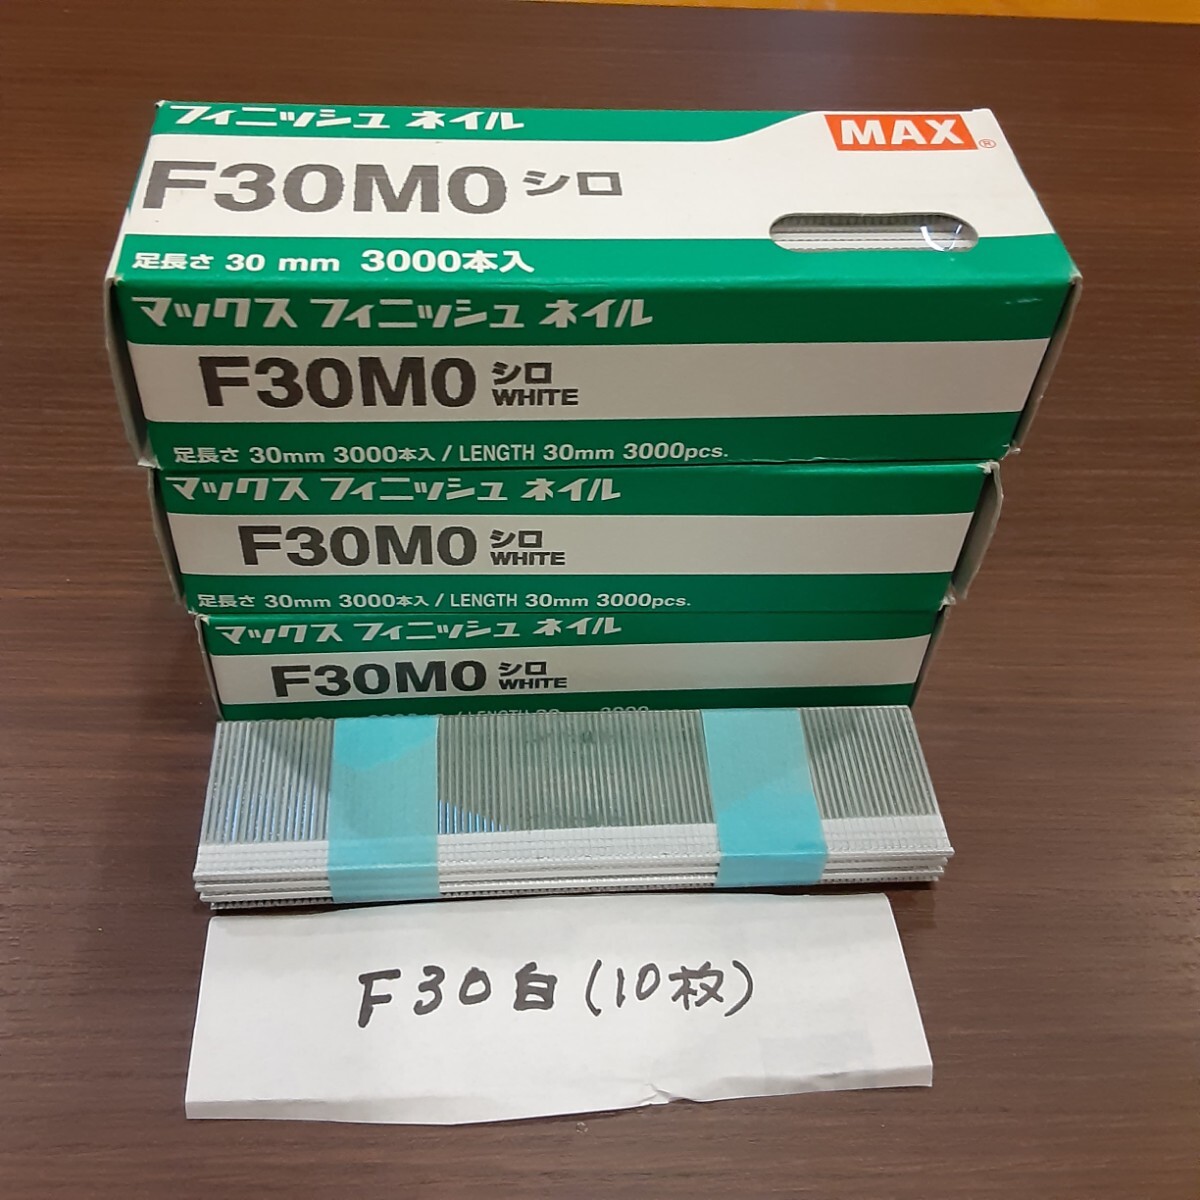 フィニッシュ ネイル
MAX®
F30M0 シロ
足長さ 30 mm 3000本入
マックス フィニッシュ ネイル
F30M0 シロ
WHITE
足長さ 30mm 3000本入 / LENGTH 30mm 3000pcs.
マックス フィニッシュ ネイル
F30M0 シロ
WHITE
足長さ 30mm 3000本入 / LENGTH 30mm 3000pcs.
マックス フィニッシュ ネイル
F30M0 シロ
WHITE
F30白(10枚)